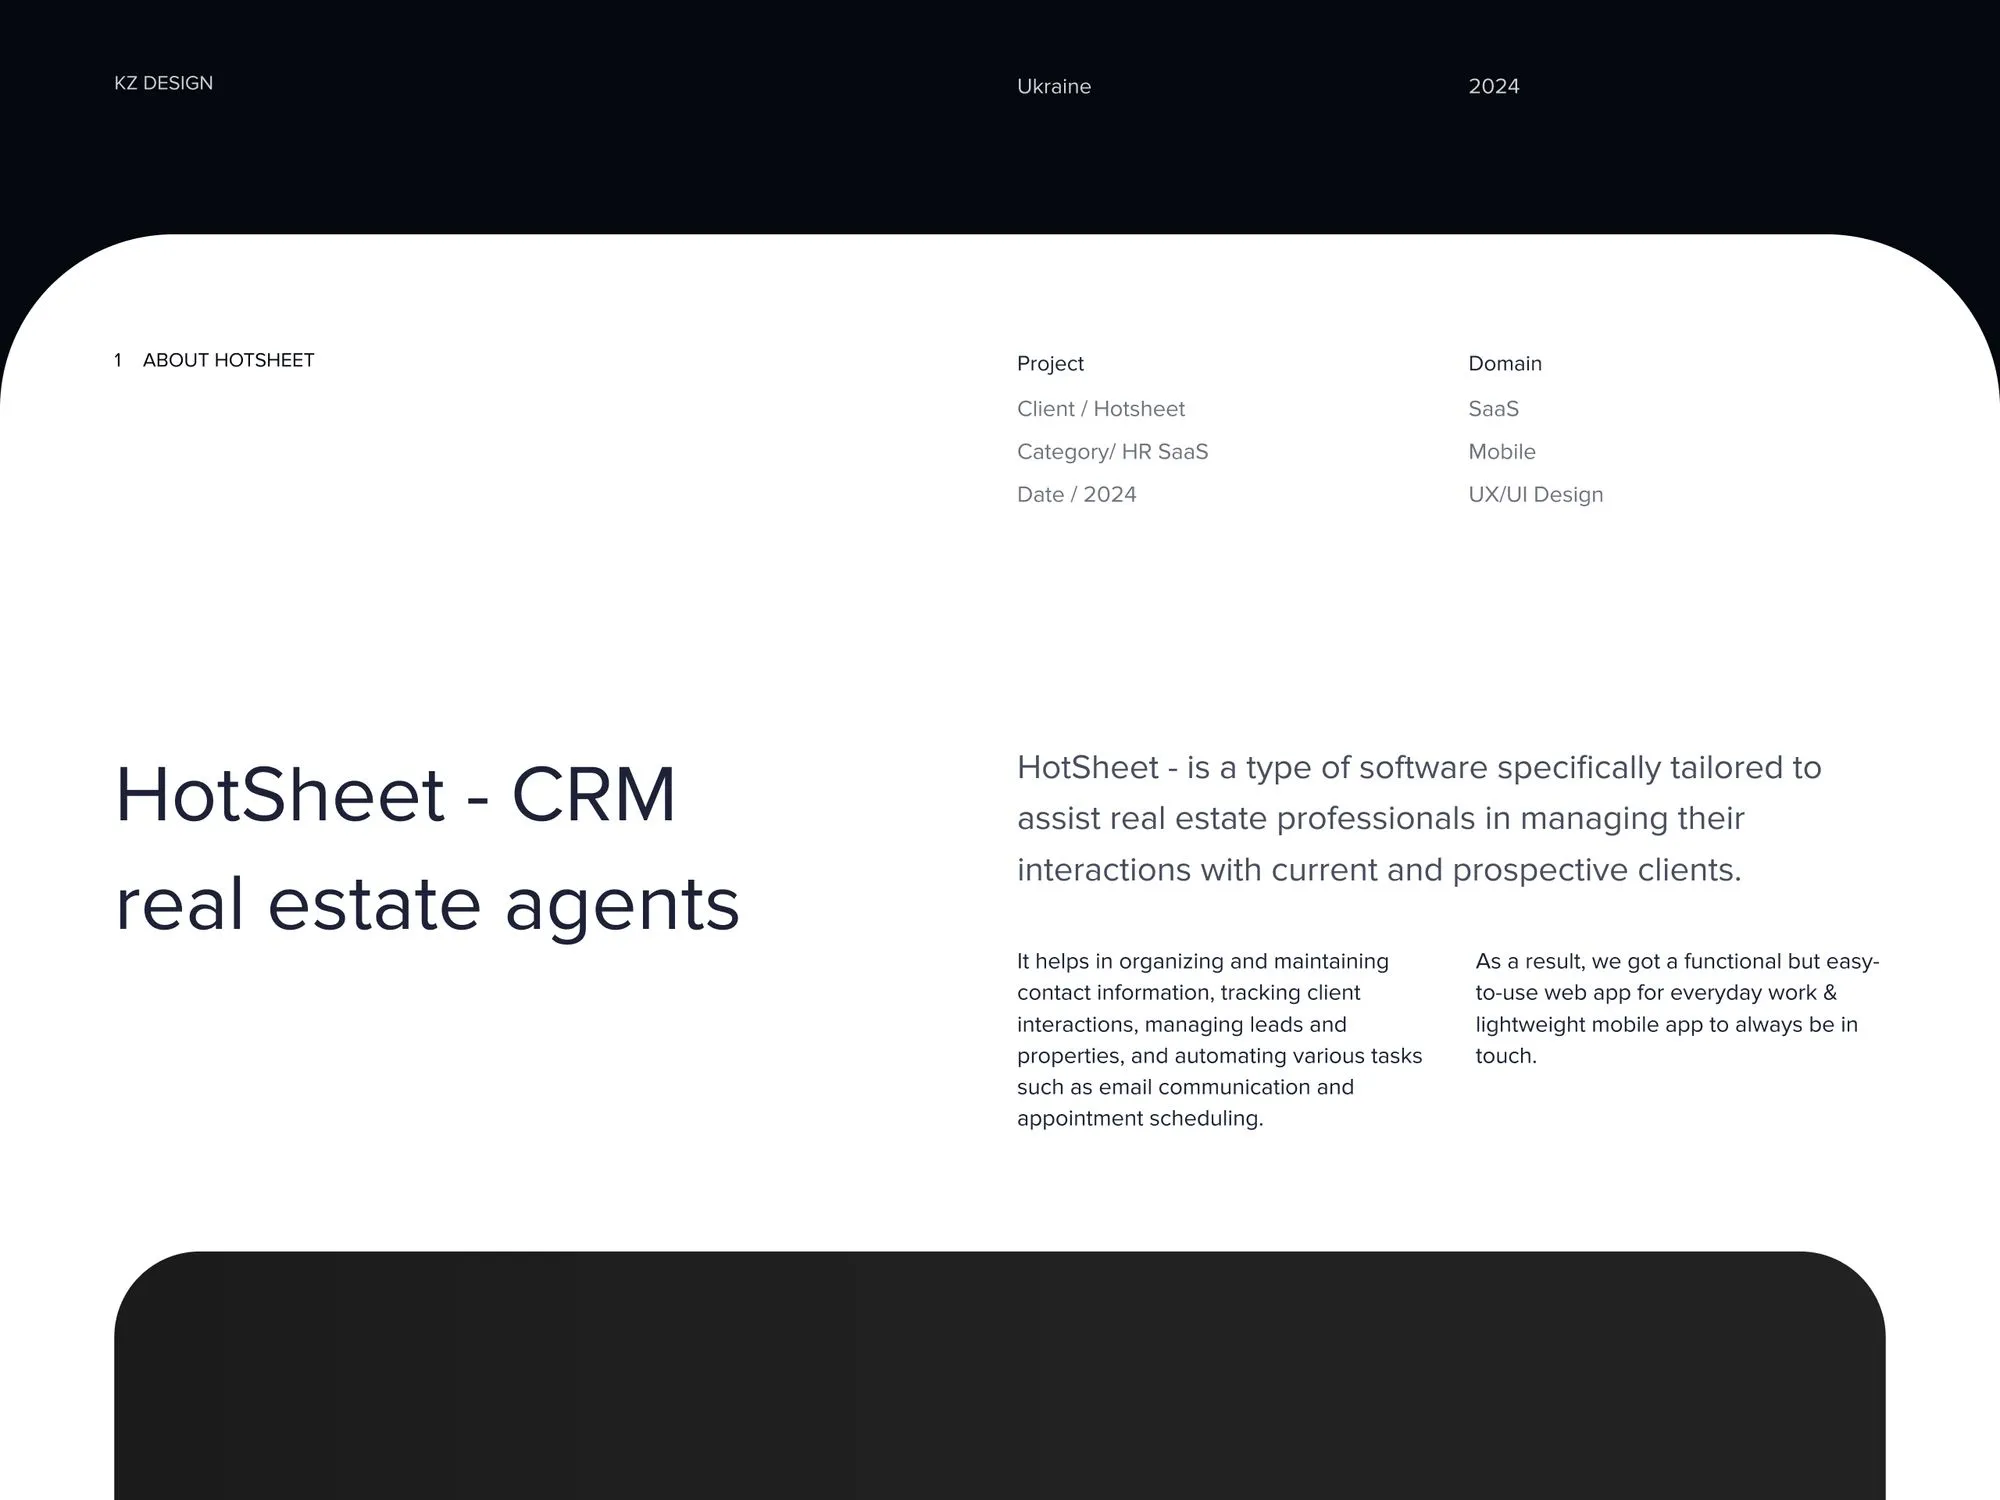 KZ DESIGN
Ukraine
2024
1 ABOUT HOTSHEET
Project
Client / Hotsheet
Category/ HR SaaS
Date / 2024
Domain
SaaS
Mobile
UX/UI Design
HotSheet - CRM
real estate agents
HotSheet - is a type of software specifically tailored to
assist real estate professionals in managing their
interactions with current and prospective clients.
It helps in organizing and maintaining
contact information, tracking client
interactions, managing leads and
properties, and automating various tasks
such as email communication and
appointment scheduling.
As a result, we got a functional but easy-
to-use web app for everyday work &
lightweight mobile app to always be in
touch.